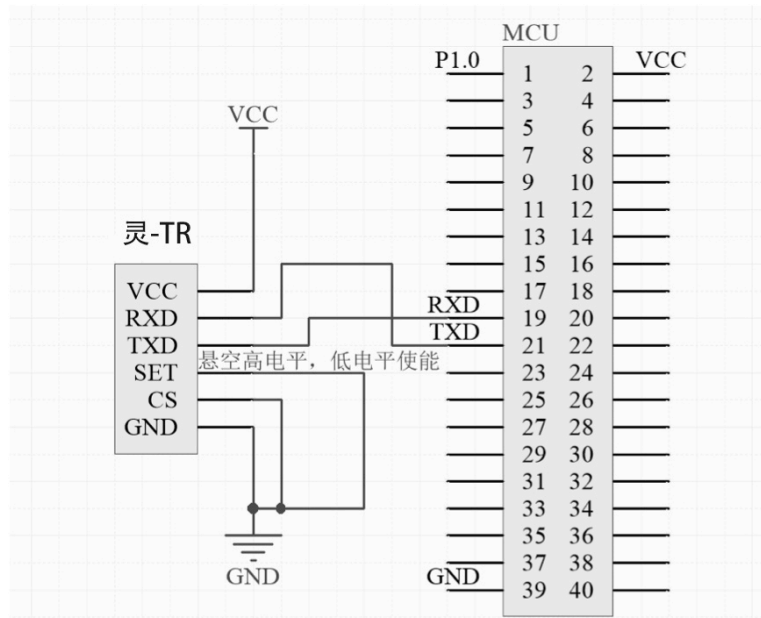 MCU
P1.0
VCC
1 2
3 4
5 6
7 8
9 10
11 12
13 14
15 16
17 18
RXD
19 20
TXD
21 22
23 24
25 26
27 28
29 30
31 32
33 34
35 36
37 38
GND
39 40
VCC
灵-TR
VCC
RXD
TXD
SET
CS
GND
悬空高电平，低电平使能
GND